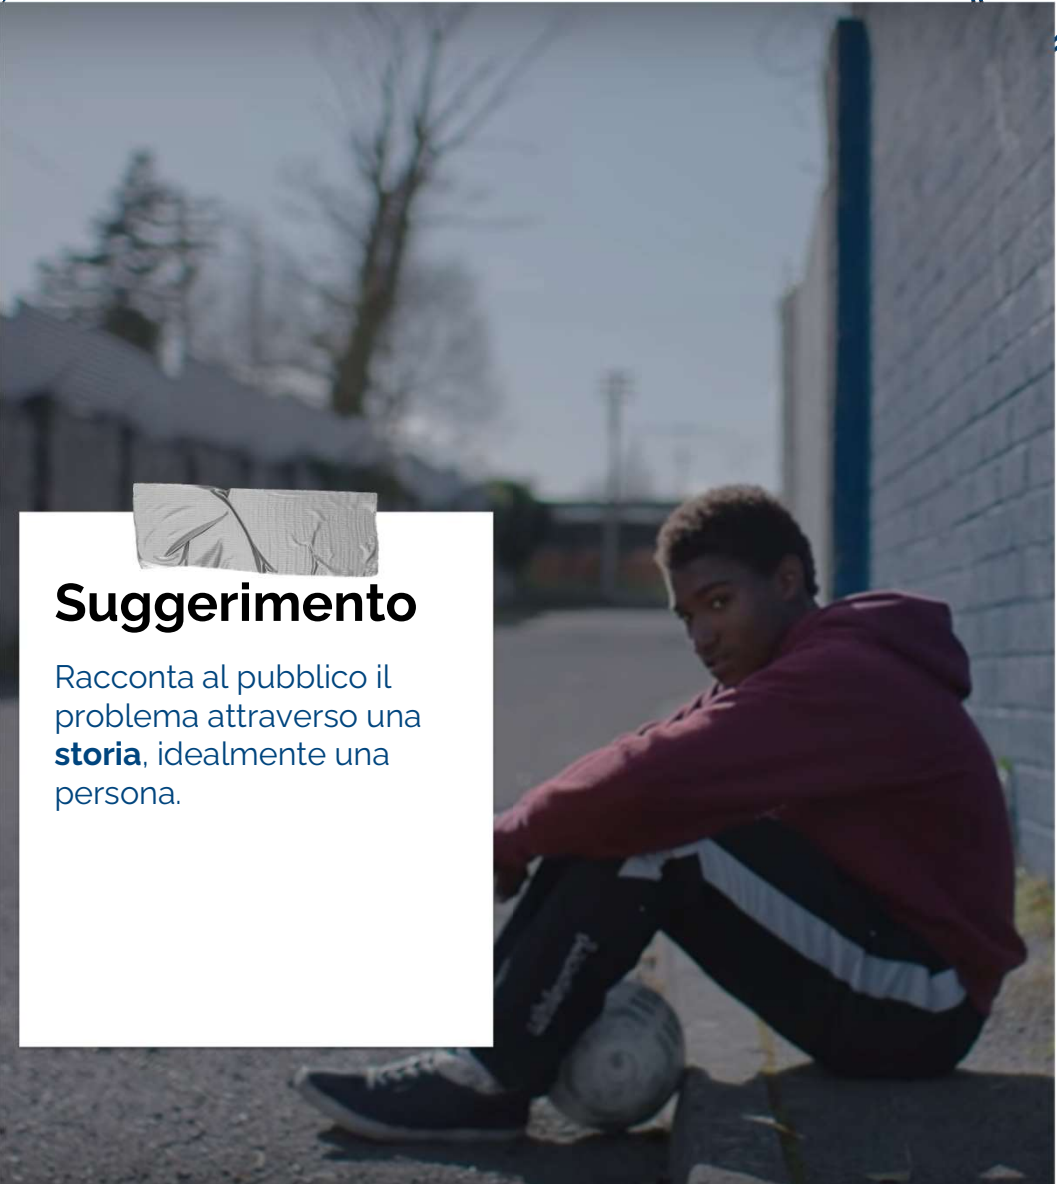 Suggerimento
Racconta al pubblico il
problema attraverso una
storia, idealmente una
persona.